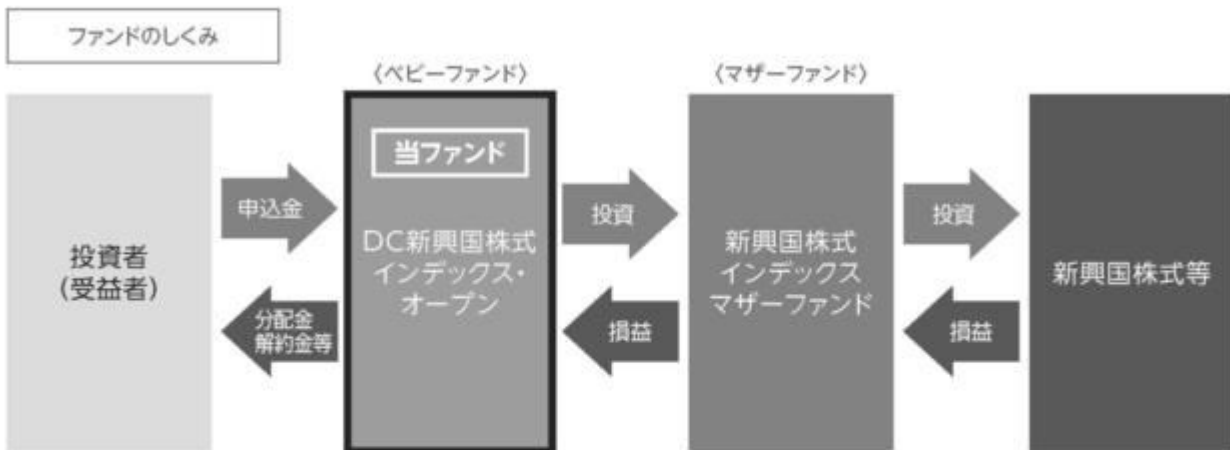 ファンドのしくみ
〈ベビーファンド〉
〈マザーファンド〉
投資者
(受益者)
申込金
分配金
解約金等
当ファンド
DC新興国株式
インデックス・
オープン
投資
損益
新興国株式
インデックス
マザーファンド
投資
損益
新興国株式等